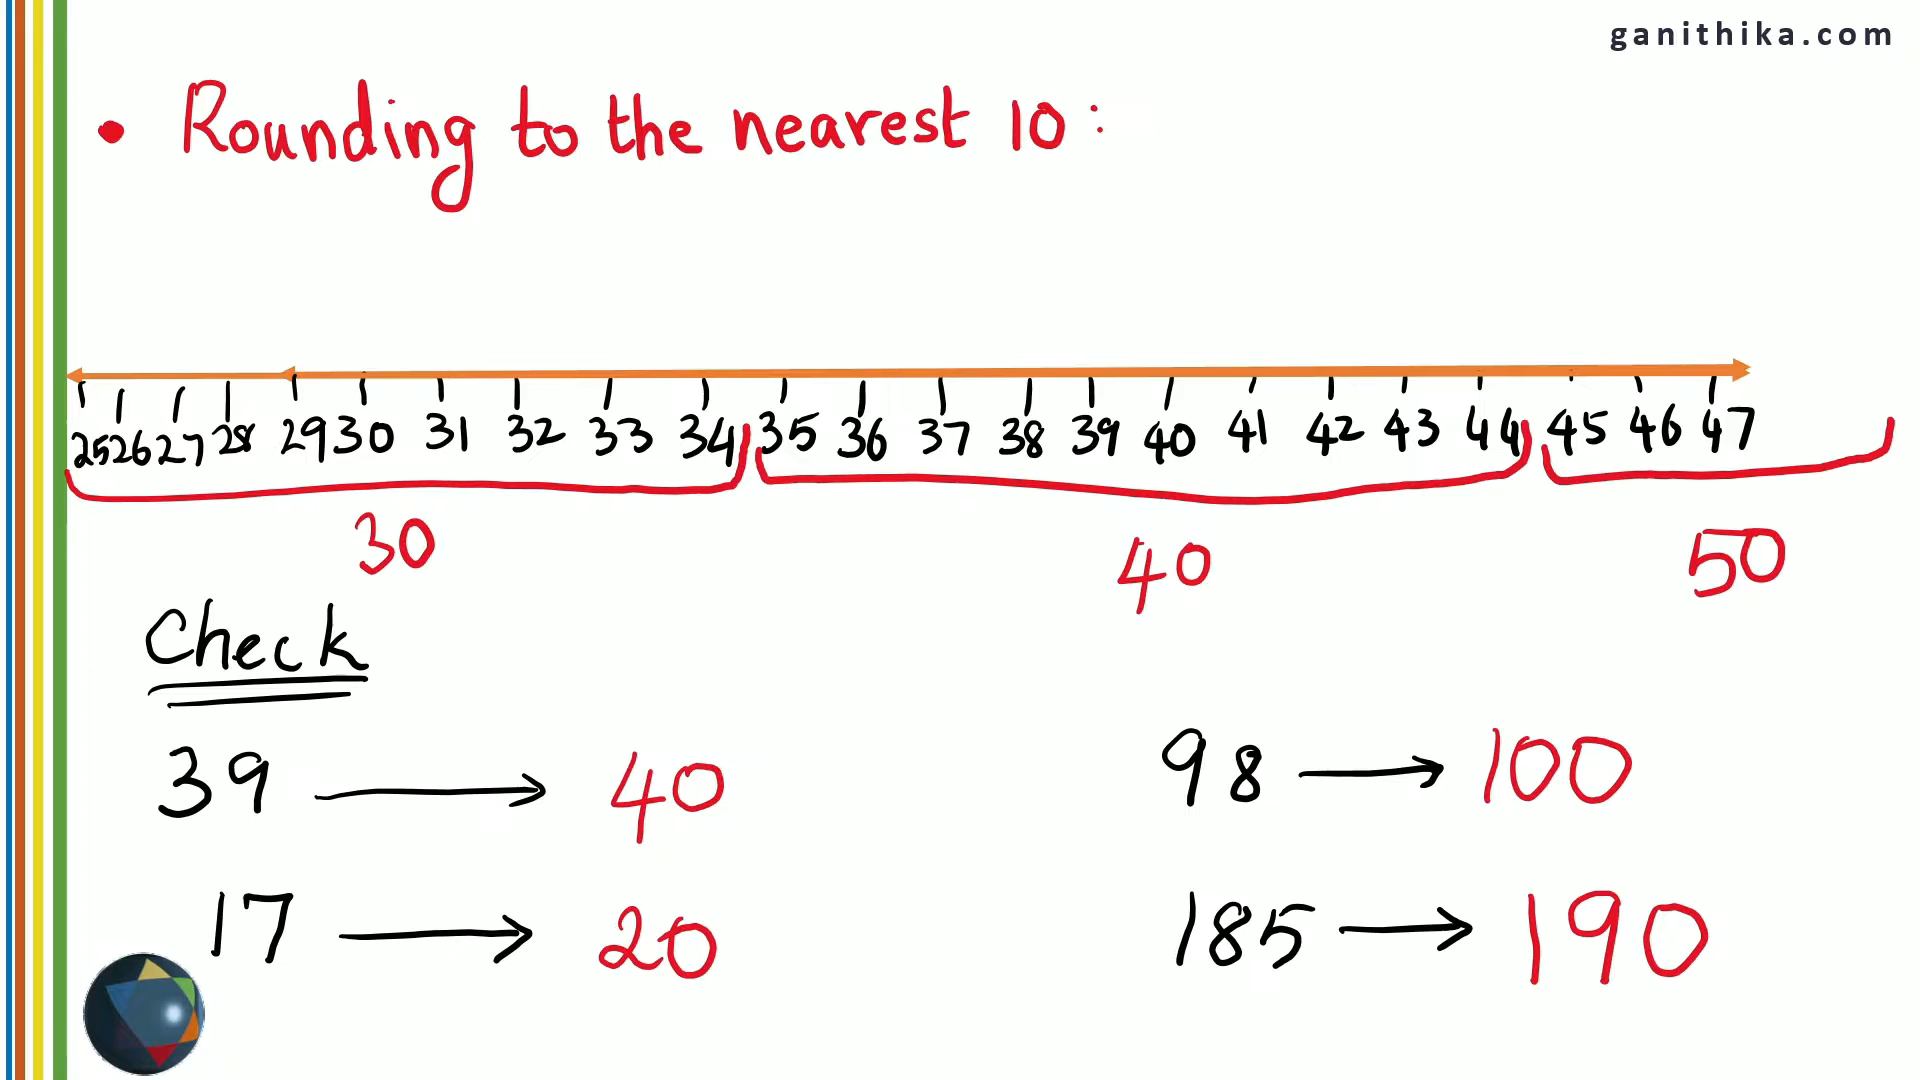 ganithika.com
• Rounding to the nearest 10:
25 26 27 28 29 30 31 32 33 34 35 36 37 38 39 40 41 42 43 44 45 46 47
30 40 50
Check
39 → 40 98 → 100
17 → 20 185 → 190